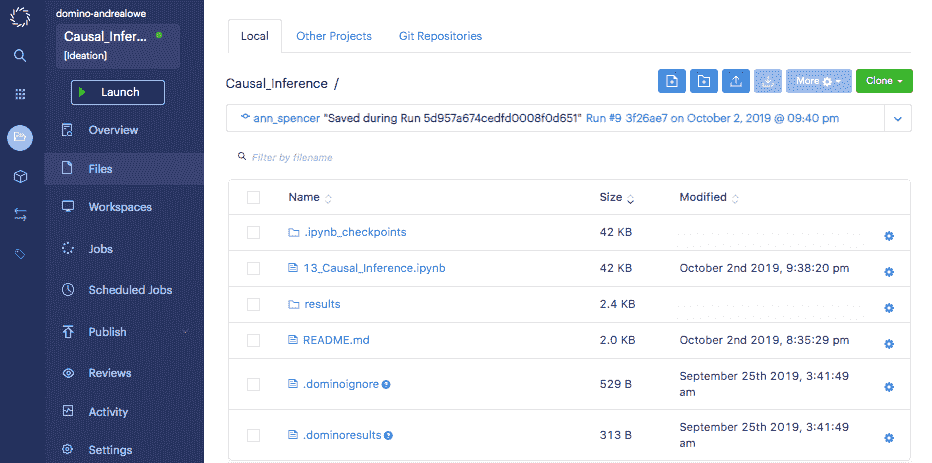 domino-andrealowe
Causal_Infer...
[Ideation]
Launch
Overview
Files
Workspaces
Jobs
Scheduled Jobs
Publish
Reviews
Activity
Settings
Local Other Projects Git Repositories
Causal_Inference /
More
Clone
ann_spencer "Saved during Run 5d957a674cedfd0008f0d651" Run #9 3f26ae7 on October 2, 2019 @ 09:40 pm
Filter by filename
Name Size Modified
.ipynb_checkpoints 42 KB
13_Causal_Inference.ipynb 42 KB October 2nd 2019, 9:38:20 pm
results 2.4 KB
README.md 2.0 KB October 2nd 2019, 8:35:29 pm
.dominoignore ? 529 B September 25th 2019, 3:41:49
am
.dominoresults ? 313 B September 25th 2019, 3:41:49
am